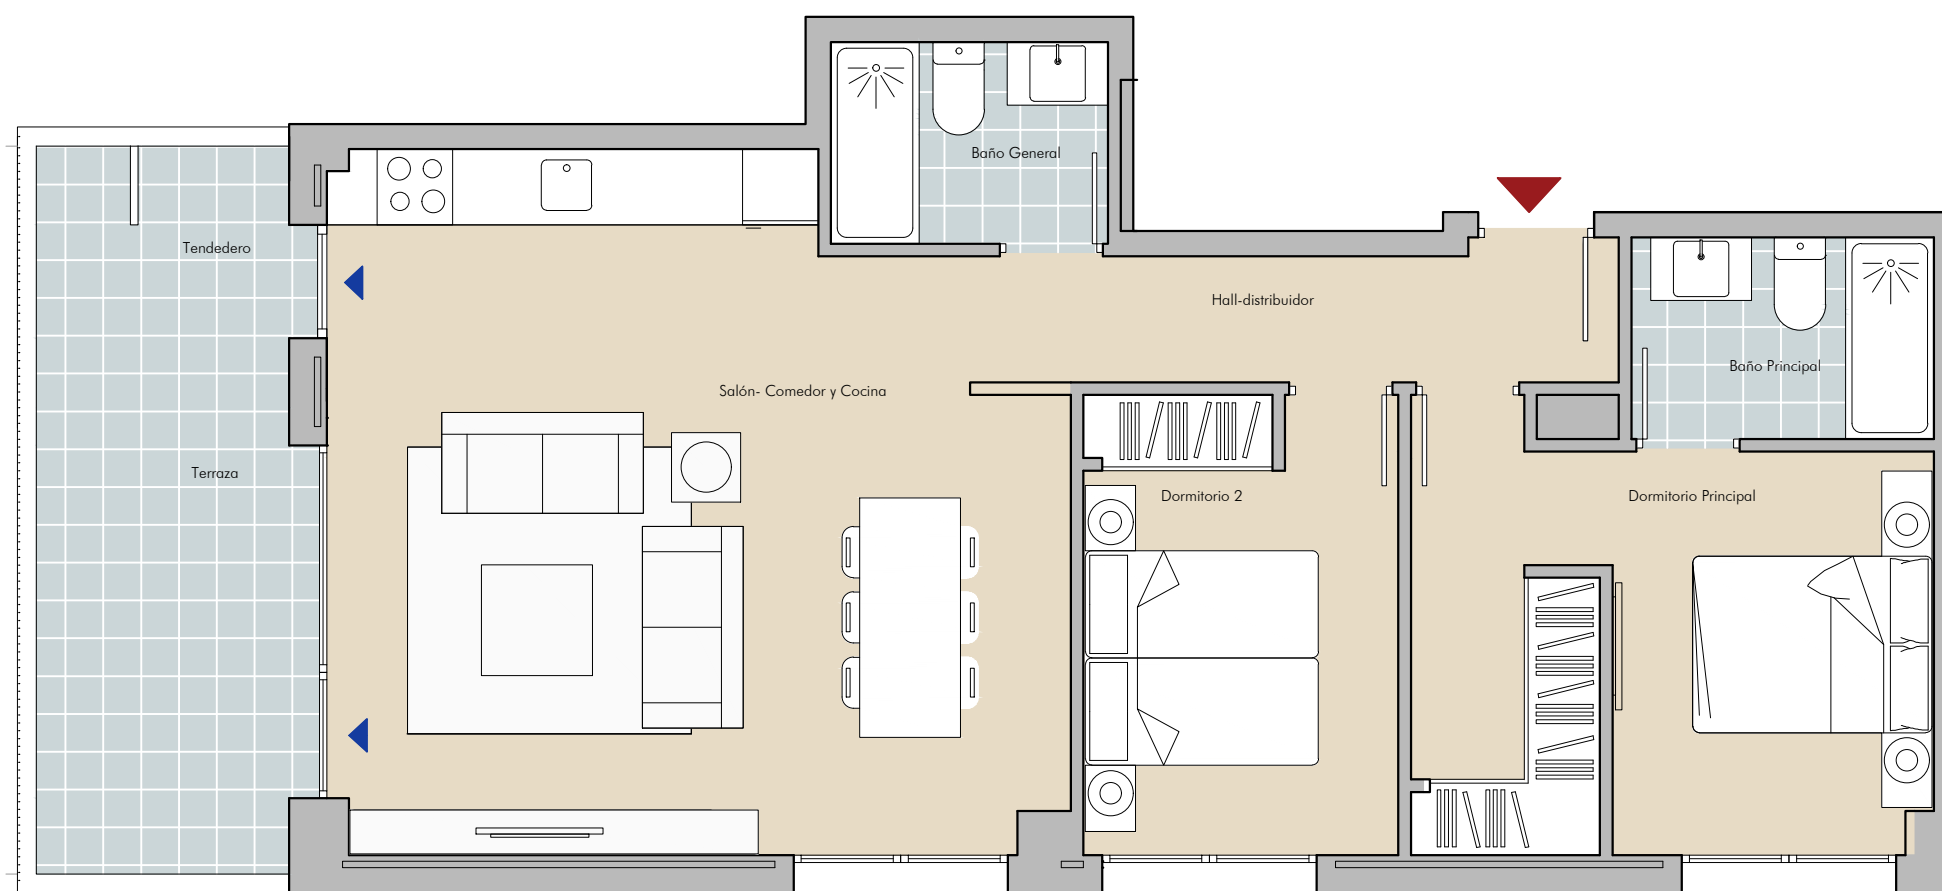 Baño General
Tendedero
Hall-distribuidor
Baño Principal
Salón- Comedor y Cocina
Terraza
Dormitorio 2
Dormitorio Principal